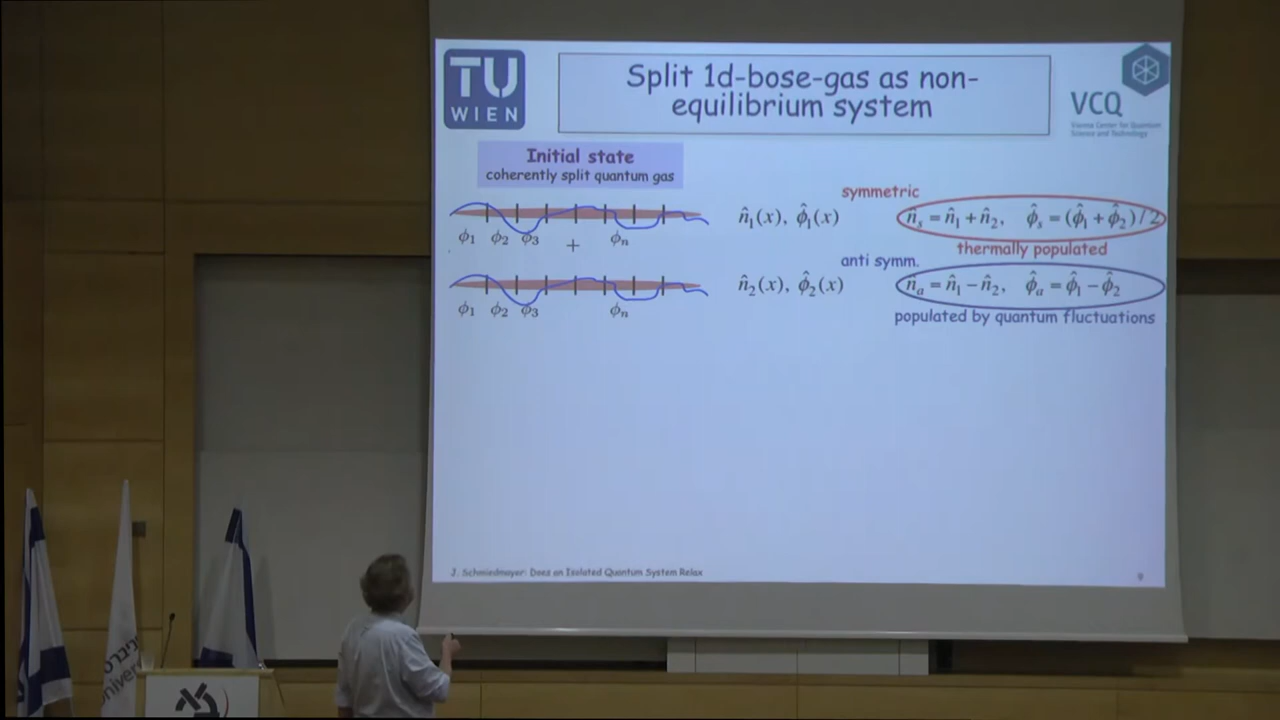 TU
WIEN
Split 1d-bose-gas as non-
equilibrium system
VCQ
Vienna Center for Quantum
Science and Technology
Initial state
coherently split quantum gas
ϕ₁ ϕ₂ ϕ₃ + ϕₙ
ϕ₁ ϕ₂ ϕ₃ ϕₙ
symmetric
n̂₁(x), ϕ̂₁(x)
n̂ₛ = n̂₁ + n̂₂, ϕ̂ₛ = (ϕ̂₁ + ϕ̂₂) / 2
thermally populated
anti symm.
n̂₂(x), ϕ̂₂(x)
n̂ₐ = n̂₁ − n̂₂, ϕ̂ₐ = ϕ̂₁ − ϕ̂₂
populated by quantum fluctuations
J. Schmiedmayer: Does an Isolated Quantum System Relax
9